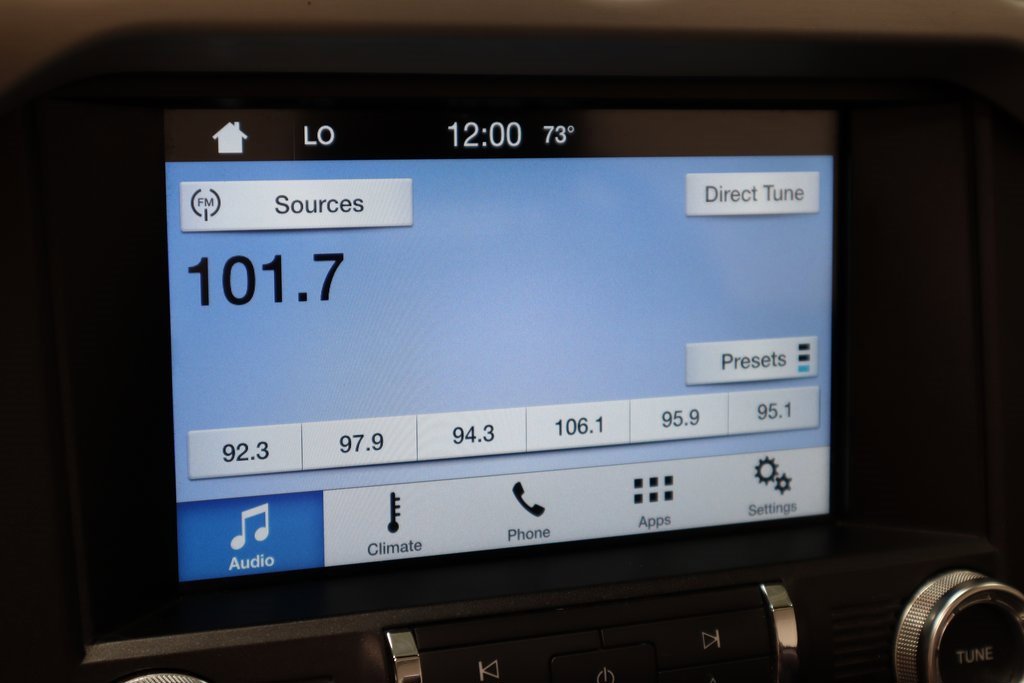 LO 12:00 73°
FM Sources Direct Tune
101.7
Presets
92.3 97.9 94.3 106.1 95.9 95.1
Audio Climate Phone Apps Settings
TUNE